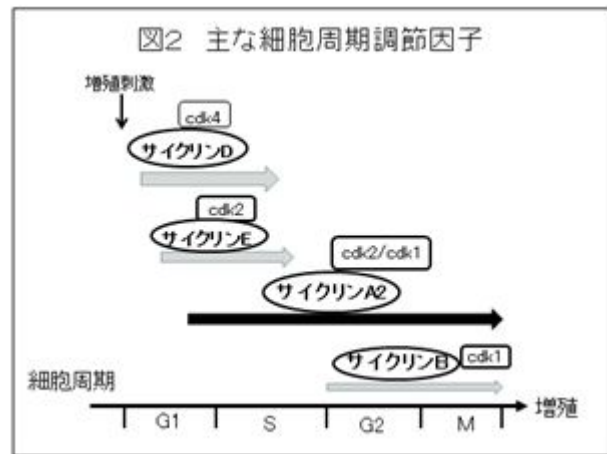 図2 主な細胞周期調節因子
増殖刺激
cdk4
サイクリンD
cdk2
サイクリンE
cdk2/cdk1
サイクリンA2
サイクリンB
cdk1
細胞周期
増殖
G1
S
G2
M